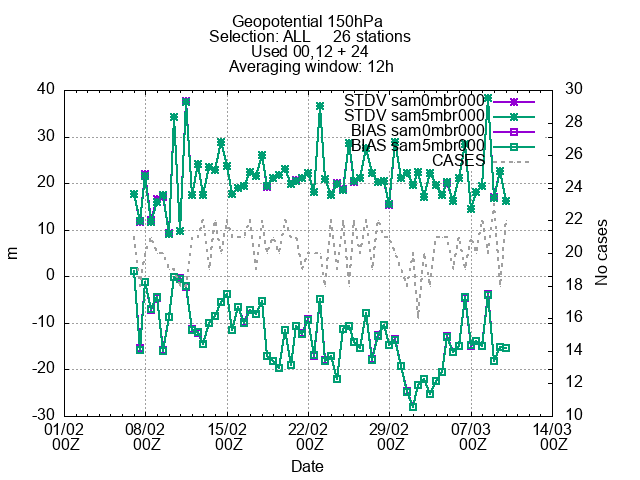 Geopotential 150hPa
Selection: ALL 26 stations
Used 00,12 + 24
Averaging window: 12h
STDV sam0mbr000
STDV sam5mbr000
BIAS sam0mbr000
BIAS sam5mbr000
CASES
40
30
20
10
0
-10
-20
-30
m
30
28
26
24
22
20
18
16
14
12
10
No cases
01/02 08/02 15/02 22/02 29/02 07/03 14/03
00Z 00Z 00Z 00Z 00Z 00Z 00Z
Date